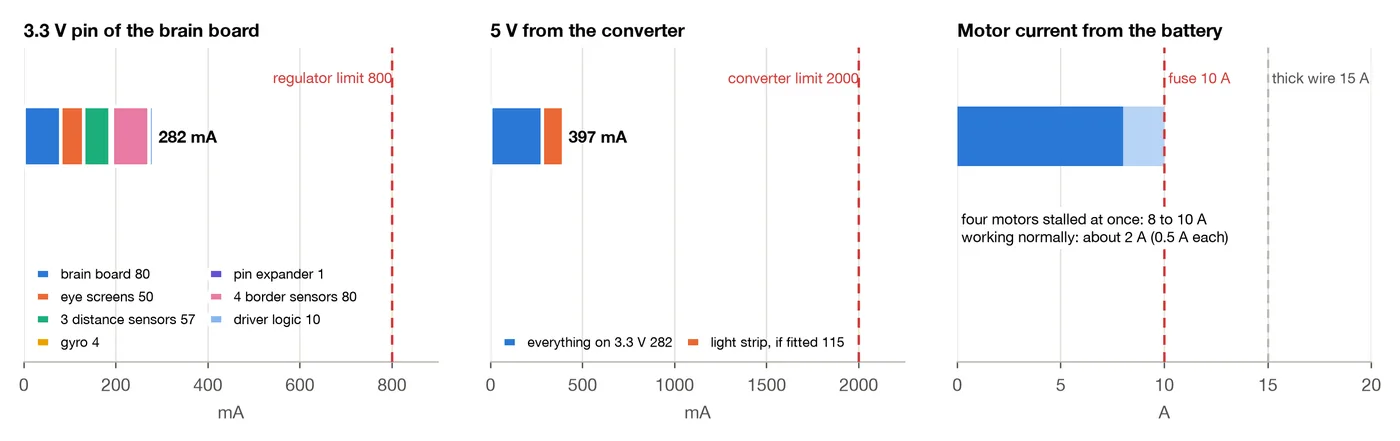 3.3 V pin of the brain board
regulator limit 800
282 mA
brain board 80
eye screens 50
3 distance sensors 57
gyro 4
pin expander 1
4 border sensors 80
driver logic 10
0 200 400 600 800
mA
5 V from the converter
converter limit 2000
397 mA
everything on 3.3 V 282
light strip, if fitted 115
0 500 1000 1500 2000
mA
Motor current from the battery
fuse 10 A
thick wire 15 A
four motors stalled at once: 8 to 10 A
working normally: about 2 A (0.5 A each)
0 5 10 15 20
A